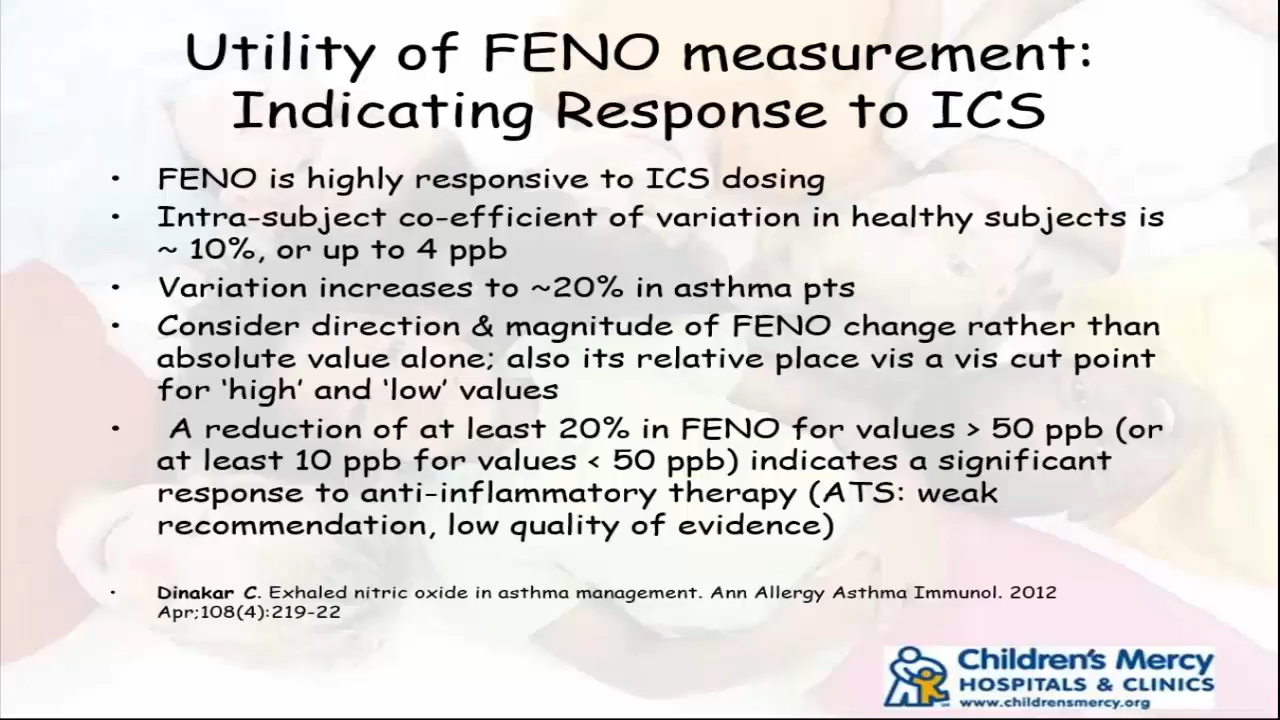 Utility of FENO measurement:
Indicating Response to ICS
• FENO is highly responsive to ICS dosing
• Intra-subject co-efficient of variation in healthy subjects is
~ 10%, or up to 4 ppb
• Variation increases to ~20% in asthma pts
• Consider direction & magnitude of FENO change rather than
absolute value alone; also its relative place vis a vis cut point
for ‘high’ and ‘low’ values
• A reduction of at least 20% in FENO for values > 50 ppb (or
at least 10 ppb for values < 50 ppb) indicates a significant
response to anti-inflammatory therapy (ATS: weak
recommendation, low quality of evidence)
• Dinakar C. Exhaled nitric oxide in asthma management. Ann Allergy Asthma Immunol. 2012
Apr;108(4):219-22
Children's Mercy
HOSPITALS & CLINICS
www.childrensmercy.org